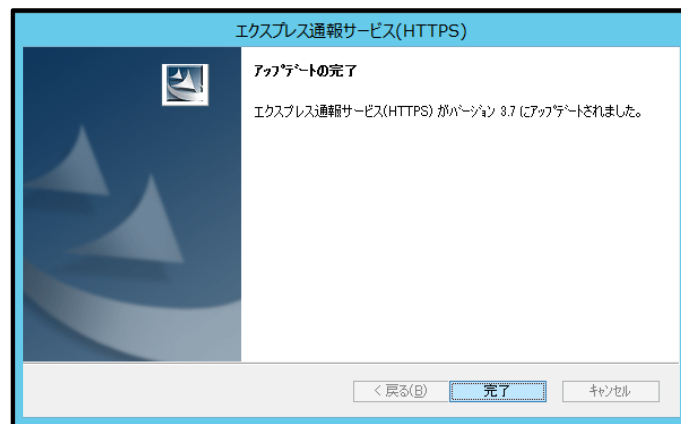 エクスプレス通報サービス(HTTPS)
アップデートの完了
エクスプレス通報サービス(HTTPS) がバージョン 3.7 にアップデートされました。
< 戻る(B)
完了
キャンセル